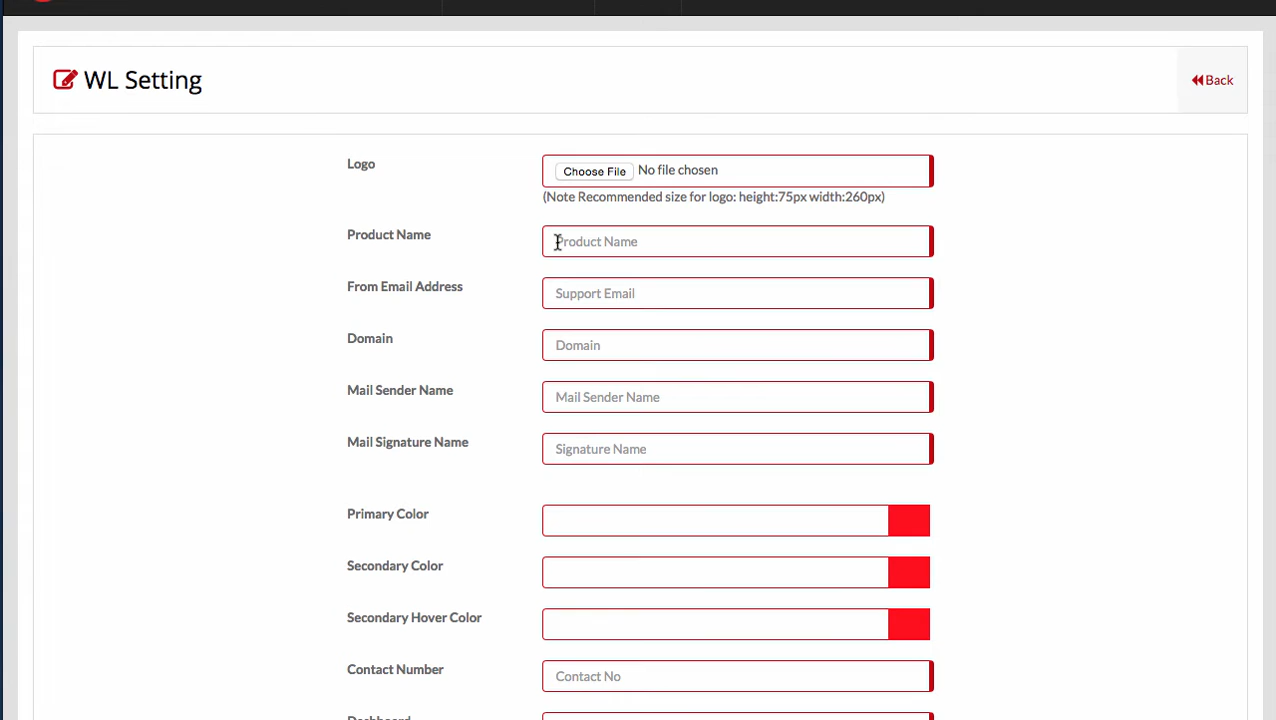 WL Setting
Back
Logo
Choose File No file chosen
(Note Recommended size for logo: height:75px width:260px)
Product Name
Product Name
From Email Address
Support Email
Domain
Domain
Mail Sender Name
Mail Sender Name
Mail Signature Name
Signature Name
Primary Color
Secondary Color
Secondary Hover Color
Contact Number
Contact No
Dashboard